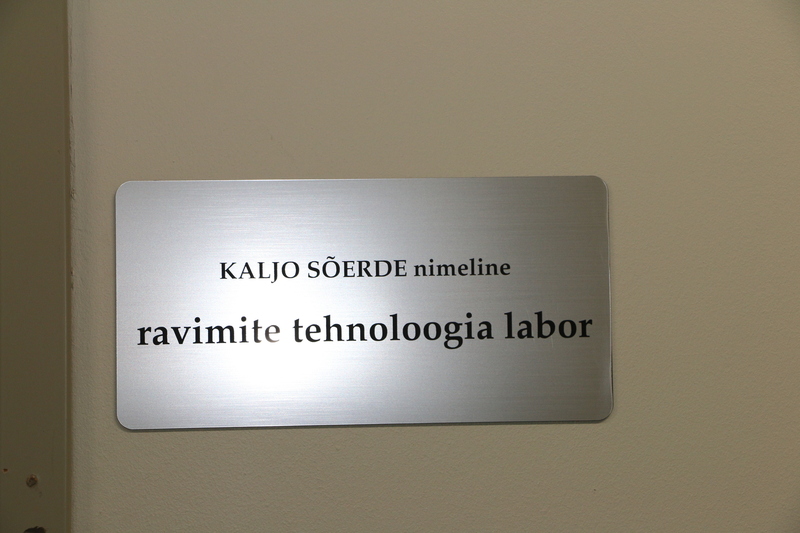 KALJO SÕERDE nimeline
ravimite tehnoloogia labor